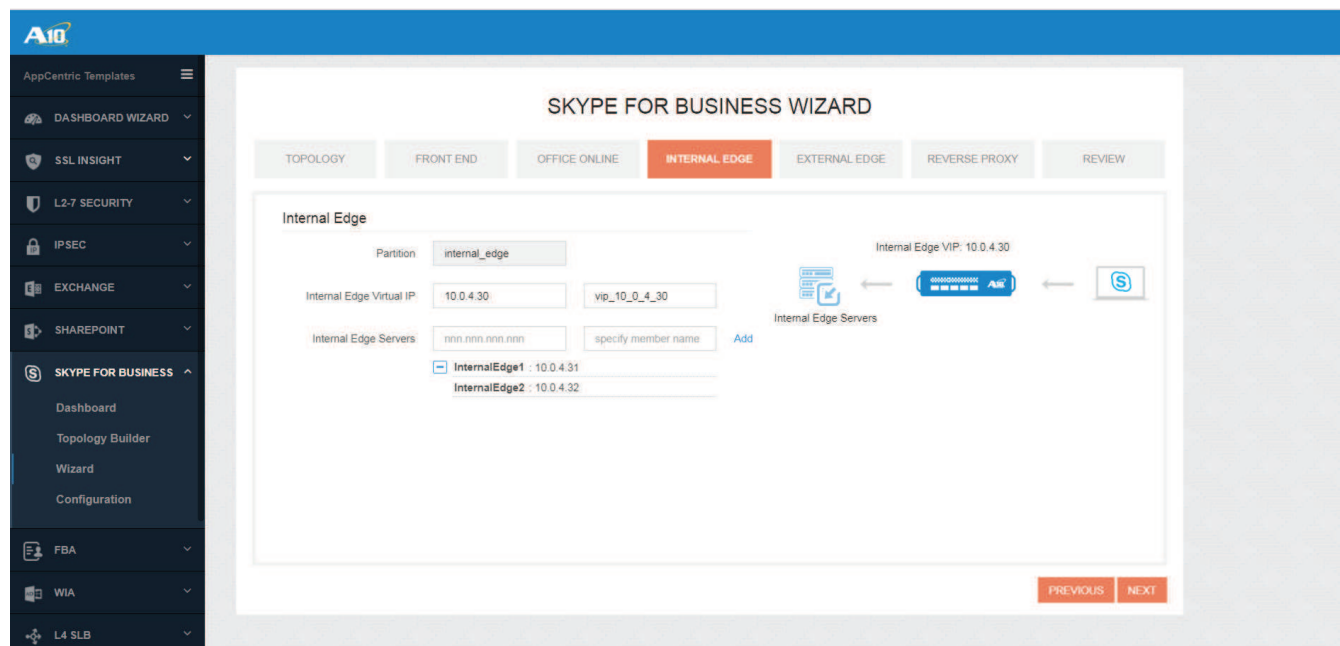 A10
AppCentric Templates
DASHBOARD WIZARD
SSL INSIGHT
L2-7 SECURITY
IPSEC
EXCHANGE
SHAREPOINT
SKYPE FOR BUSINESS
Dashboard
Topology Builder
Wizard
Configuration
FBA
WIA
L4 SLB
SKYPE FOR BUSINESS WIZARD
TOPOLOGY FRONT END OFFICE ONLINE INTERNAL EDGE EXTERNAL EDGE REVERSE PROXY REVIEW
Internal Edge
Partition internal_edge
Internal Edge Virtual IP 10.0.4.30 vip_10_0_4_30
Internal Edge Servers nnn.nnn.nnn.nnn specify member name Add
InternalEdge1 : 10.0.4.31
InternalEdge2 : 10.0.4.32
Internal Edge VIP: 10.0.4.30
A10
Internal Edge Servers
PREVIOUS NEXT